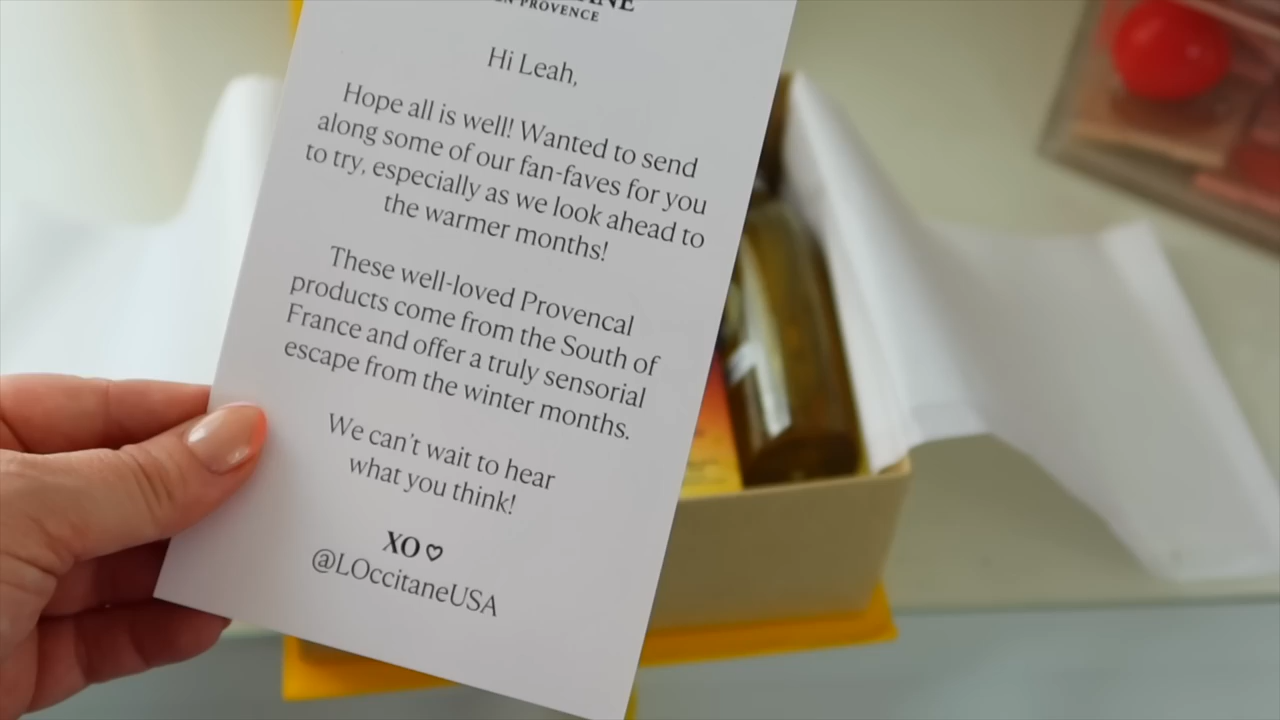 EN PROVENCE
Hi Leah,
Hope all is well! Wanted to send
along some of our fan-faves for you
to try, especially as we look ahead to
the warmer months!
These well-loved Provencal
products come from the South of
France and offer a truly sensorial
escape from the winter months.
We can't wait to hear
what you think!
XO♡
@LOccitaneUSA